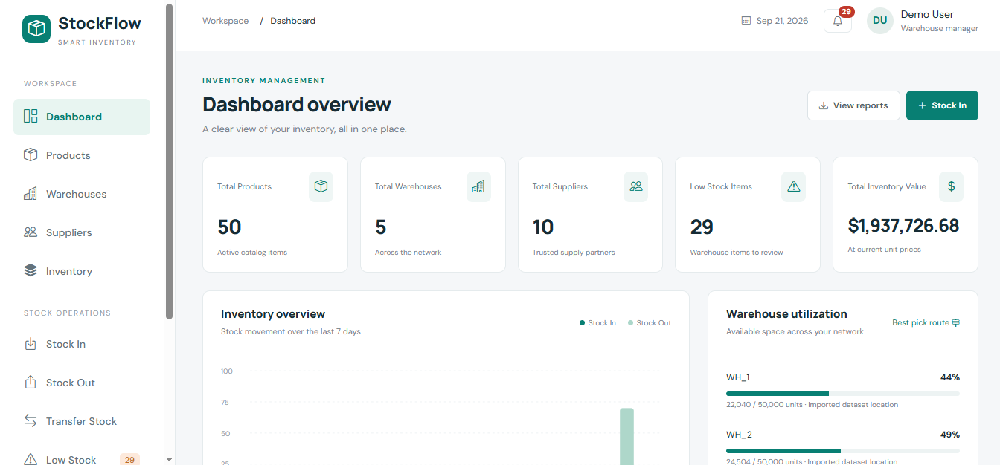 StockFlow
SMART INVENTORY
WORKSPACE
Dashboard
Products
Warehouses
Suppliers
Inventory
STOCK OPERATIONS
Stock In
Stock Out
Transfer Stock
Low Stock 29
Workspace / Dashboard
Sep 21, 2026
29
DU
Demo User
Warehouse manager
INVENTORY MANAGEMENT
Dashboard overview
A clear view of your inventory, all in one place.
View reports
+ Stock In
Total Products
50
Active catalog items
Total Warehouses
5
Across the network
Total Suppliers
10
Trusted supply partners
Low Stock Items
29
Warehouse items to review
Total Inventory Value
$
$1,937,726.68
At current unit prices
Inventory overview
Stock movement over the last 7 days
Stock In Stock Out
100
75
50
25
Warehouse utilization
Available space across your network
Best pick route
WH_1 44%
22,040 / 50,000 units · Imported dataset location
WH_2 49%
24,504 / 50,000 units · Imported dataset location